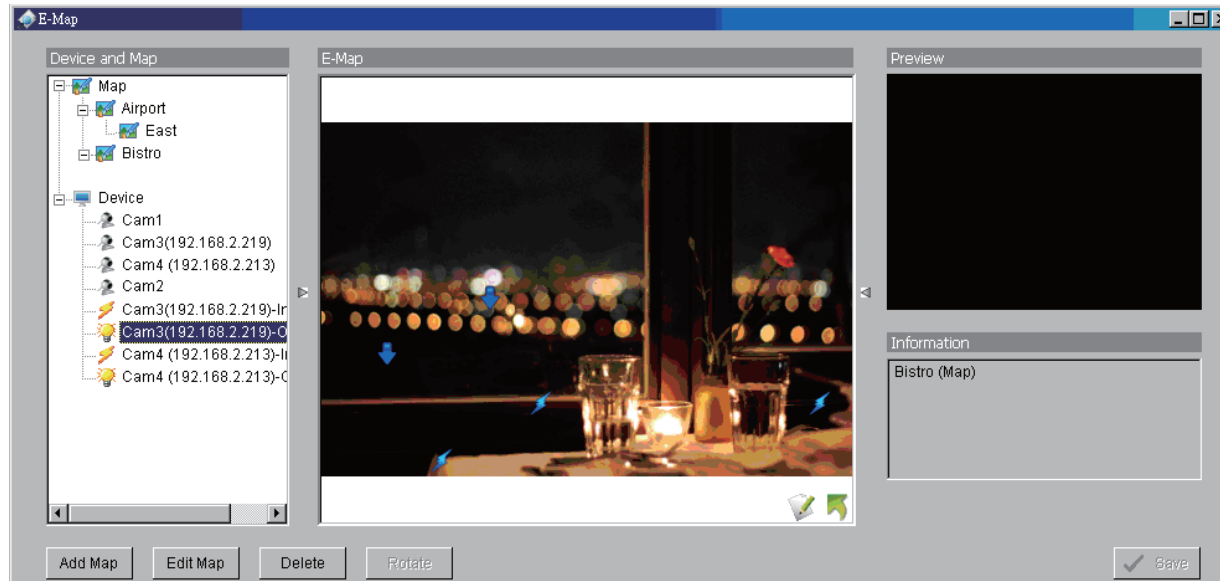 E-Map
Device and Map
Map
Airport
East
Bistro
Device
Cam1
Cam3(192.168.2.219)
Cam4 (192.168.2.213)
Cam2
Cam3(192.168.2.219)-Ir
Cam3(192.168.2.219)-O
Cam4 (192.168.2.213)-Ii
Cam4 (192.168.2.213)-C
E-Map
Preview
Information
Bistro (Map)
Add Map
Edit Map
Delete
Rotate
Save